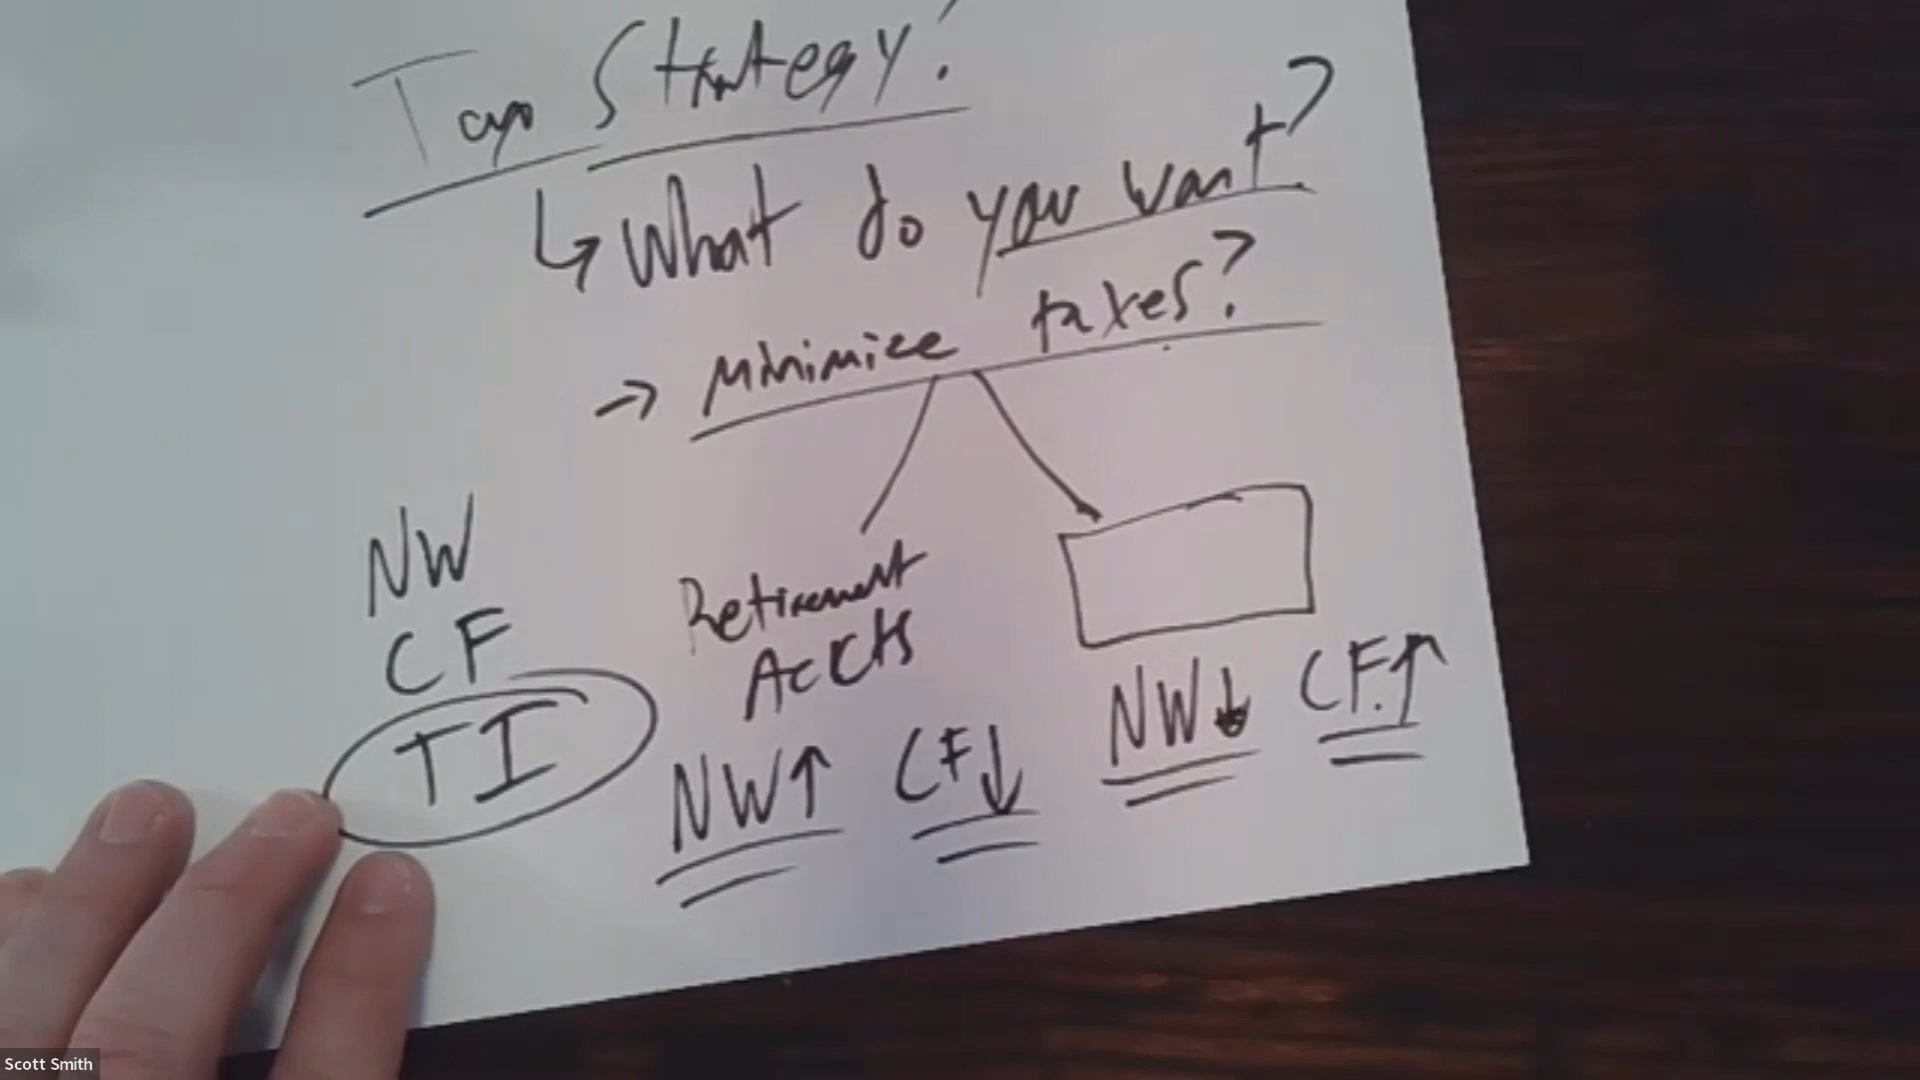 Tax Strategy?
↳ What do you want?
→ Minimize taxes?
NW
CF
TI
Retirement
Accts
NW↑ CF↓
NW↓ CF↑
Scott Smith